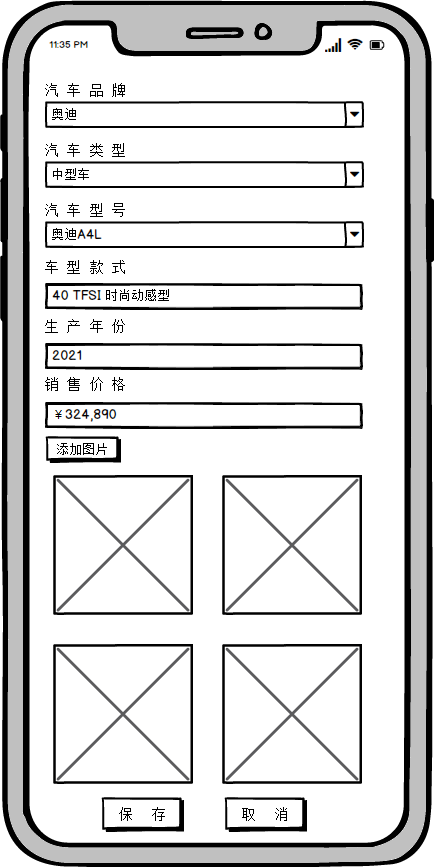 11:35 PM
汽车品牌
奥迪
汽车类型
中型车
汽车型号
奥迪A4L
车型款式
40 TFSI 时尚动感型
生产年份
2021
销售价格
￥324,890
添加图片
保 存 取 消